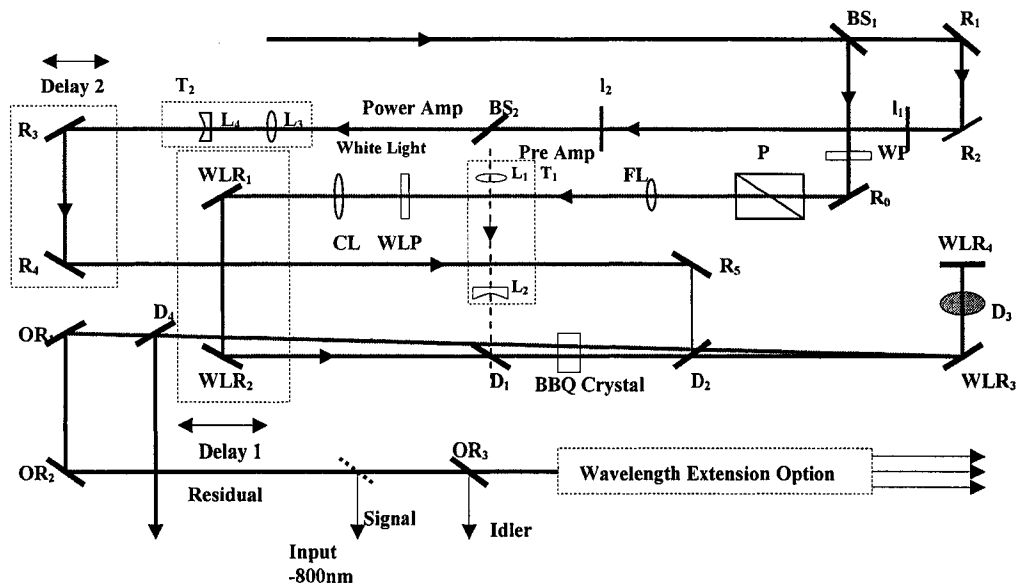 BS₁
R₁
Delay 2
T₂
L₄
L₃
Power Amp
BS₂
l₂
l₁
R₃
White Light
Pre Amp
P
WP
R₂
WLR₁
L₁
T₁
FL
R₀
CL
WLP
R₄
R₅
WLR₄
L₂
D₄
D₃
WLR₂
D₁
BBQ Crystal
D₂
WLR₃
Delay 1
OR₂
OR₃
Residual
Wavelength Extension Option
Signal
Idler
Input
-800nm